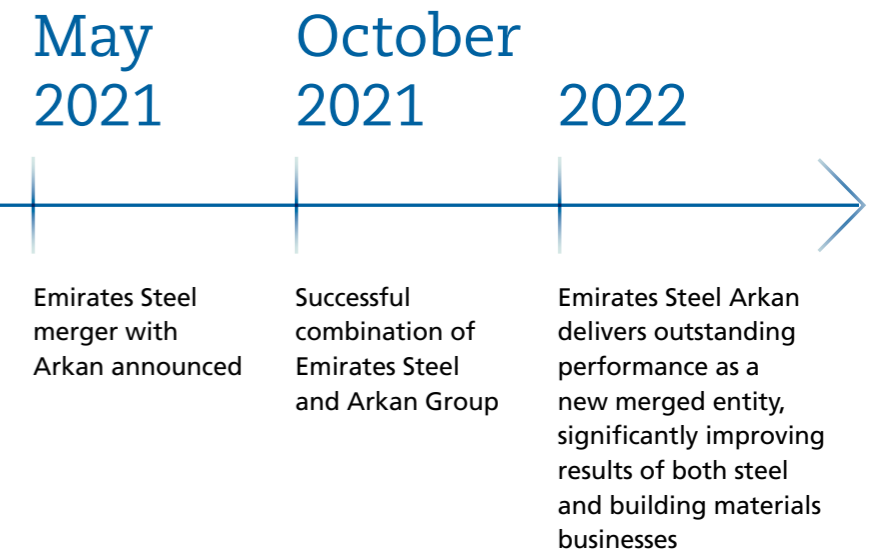 May
2021
Emirates Steel
merger with
Arkan announced
October
2021
Successful
combination of
Emirates Steel
and Arkan Group
2022
Emirates Steel Arkan
delivers outstanding
performance as a
new merged entity,
significantly improving
results of both steel
and building materials
businesses